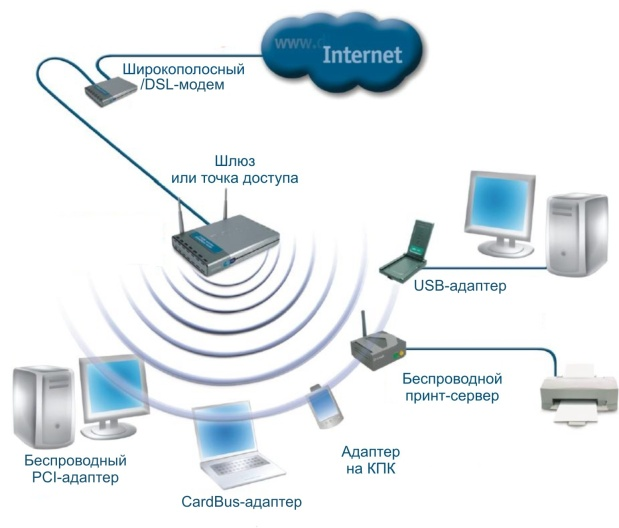 www.
Internet
Широкополосный
/DSL-модем
Шлюз
или точка доступа
USB-адаптер
Беспроводной
принт-сервер
Адаптер
на КПК
Беспроводный
PCI-адаптер
CardBus-адаптер